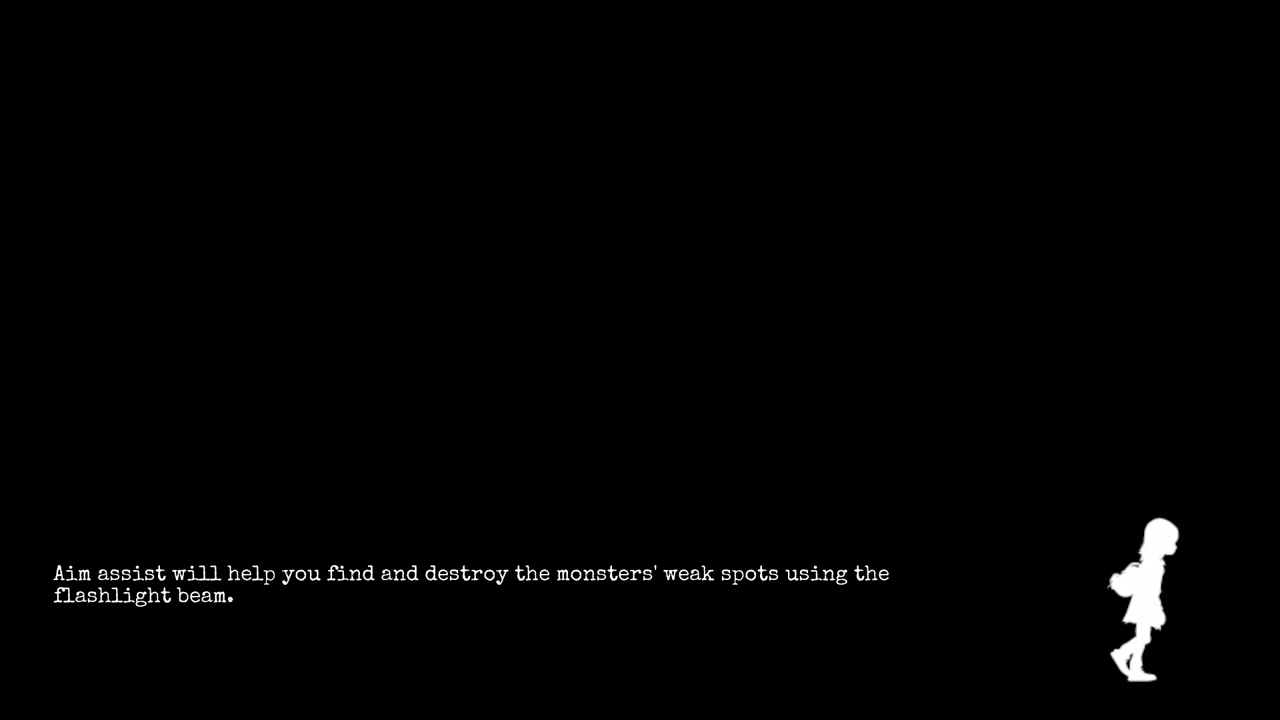 Aim assist will help you find and destroy the monsters' weak spots using the
flashlight beam.